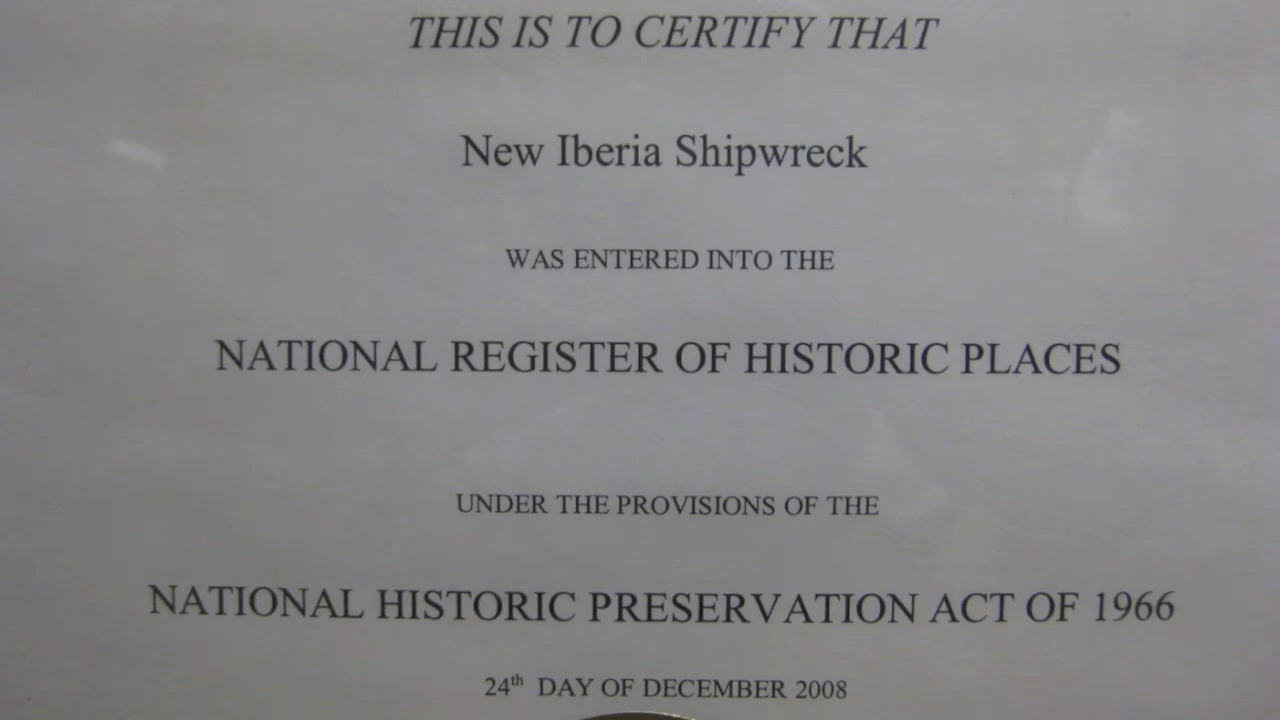 THIS IS TO CERTIFY THAT
New Iberia Shipwreck
WAS ENTERED INTO THE
NATIONAL REGISTER OF HISTORIC PLACES
UNDER THE PROVISIONS OF THE
NATIONAL HISTORIC PRESERVATION ACT OF 1966
24th DAY OF DECEMBER 2008